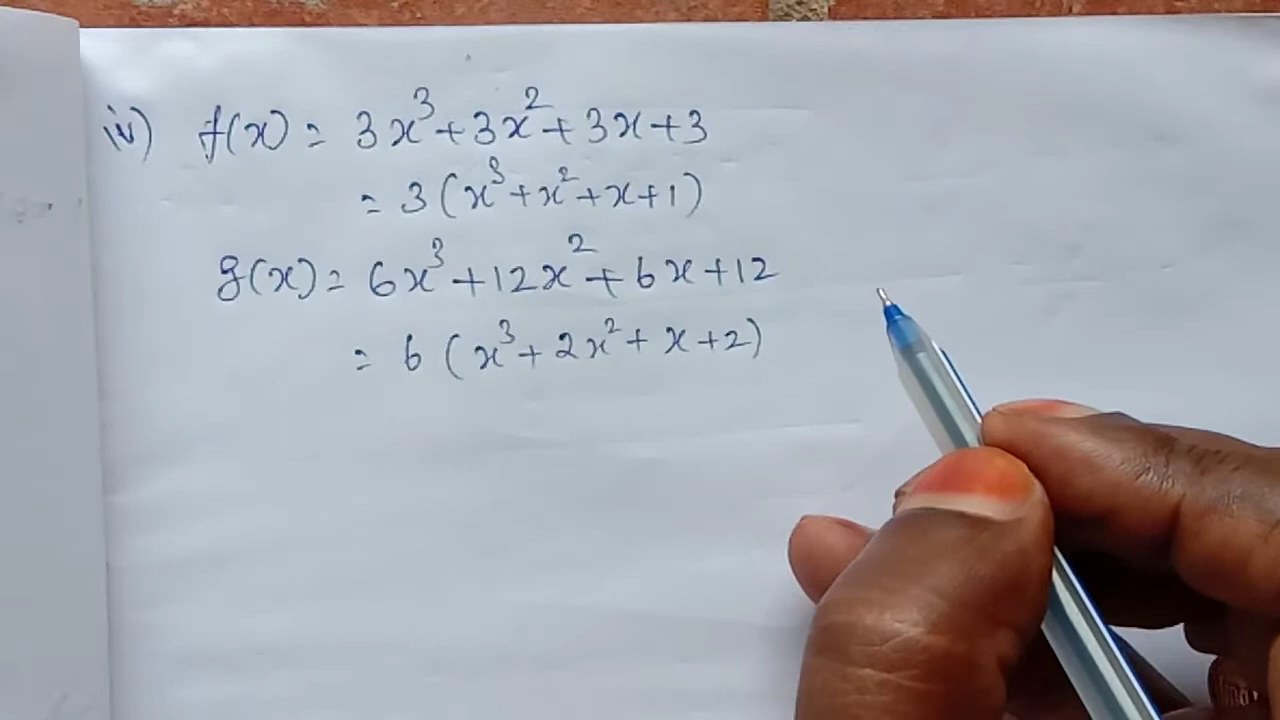 iv) f(x) = 3x³+3x²+3x+3
= 3(x³+x²+x+1)
g(x) = 6x³+12x²+6x+12
= 6(x³+2x²+x+2)